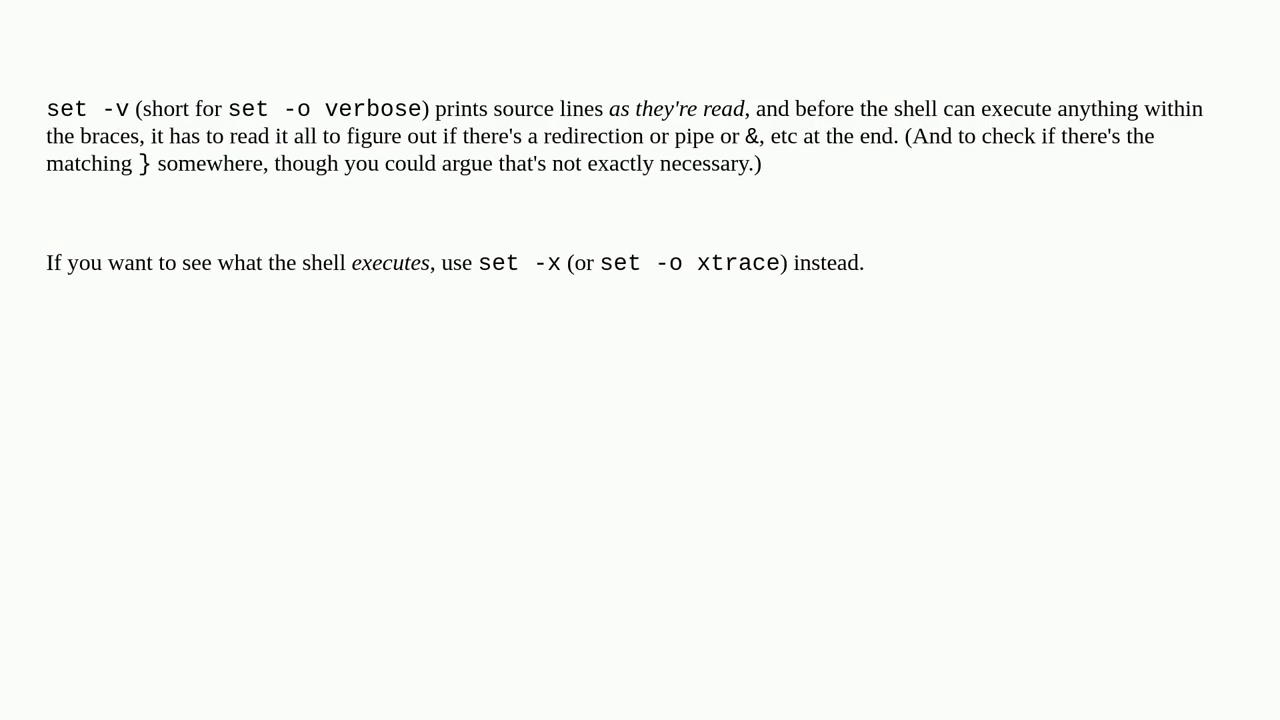 set -v (short for set -o verbose) prints source lines as they're read, and before the shell can execute anything within
the braces, it has to read it all to figure out if there's a redirection or pipe or &, etc at the end. (And to check if there's the
matching } somewhere, though you could argue that's not exactly necessary.)
If you want to see what the shell executes, use set -x (or set -o xtrace) instead.